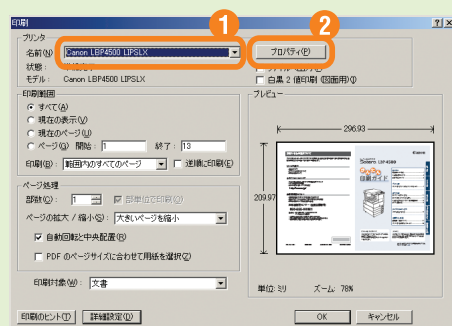 印刷
1
2
プリンタ
名前(N): Canon LBP4500 LIPSLX
プロパティ(P)
状態:
モデル: Canon LBP4500 LIPSLX
白黒 2 値印刷 (図面用)(I)
印刷範囲
すべて(A)
現在の表示(V)
現在のページ(U)
ページ(G) 開始: 1 終了: 13
印刷(R): 範囲内のすべてのページ 逆順に印刷(E)
ページ処理
部数(C): 1 部単位で印刷(O)
ページの拡大 / 縮小(S): 大きいページを縮小
自動回転と中央配置(R)
PDF のページサイズに合わせて用紙を選択(Z)
印刷対象(W): 文書
プレビュー
296.93
209.97
Canon
Satera LBP4500
印刷ガイド
単位: ミリ ズーム: 78%
印刷のヒント(T)
詳細設定(D)
OK
キャンセル